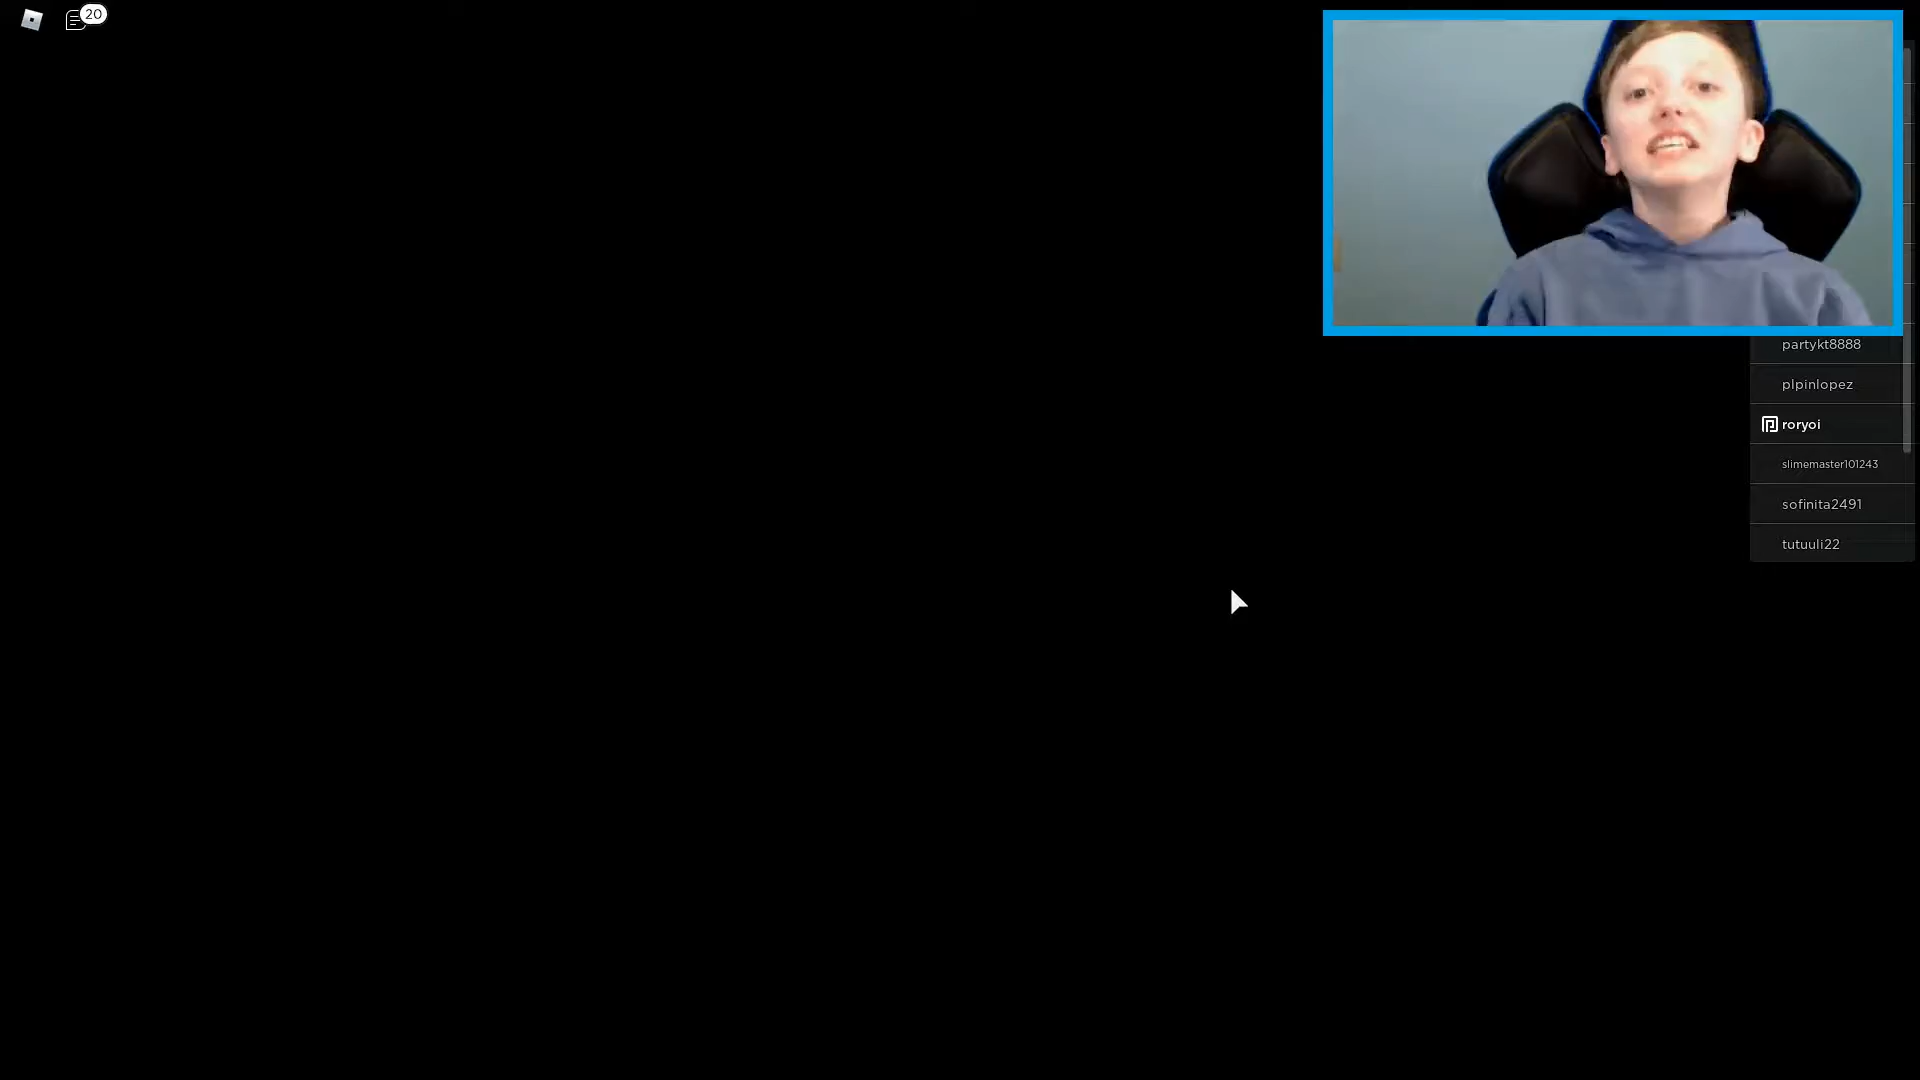 20
partykt8888
plpinlopez
roryoi
slimemaster101243
sofinita2491
tutuuli22